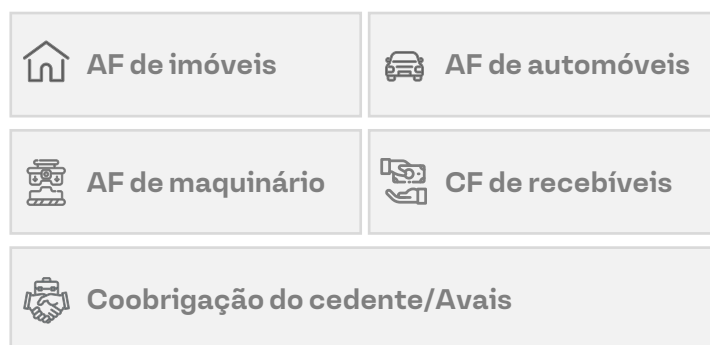 AF de imóveis
AF de automóveis
AF de maquinário
CF de recebíveis
Coobrigação do cedente/Avais